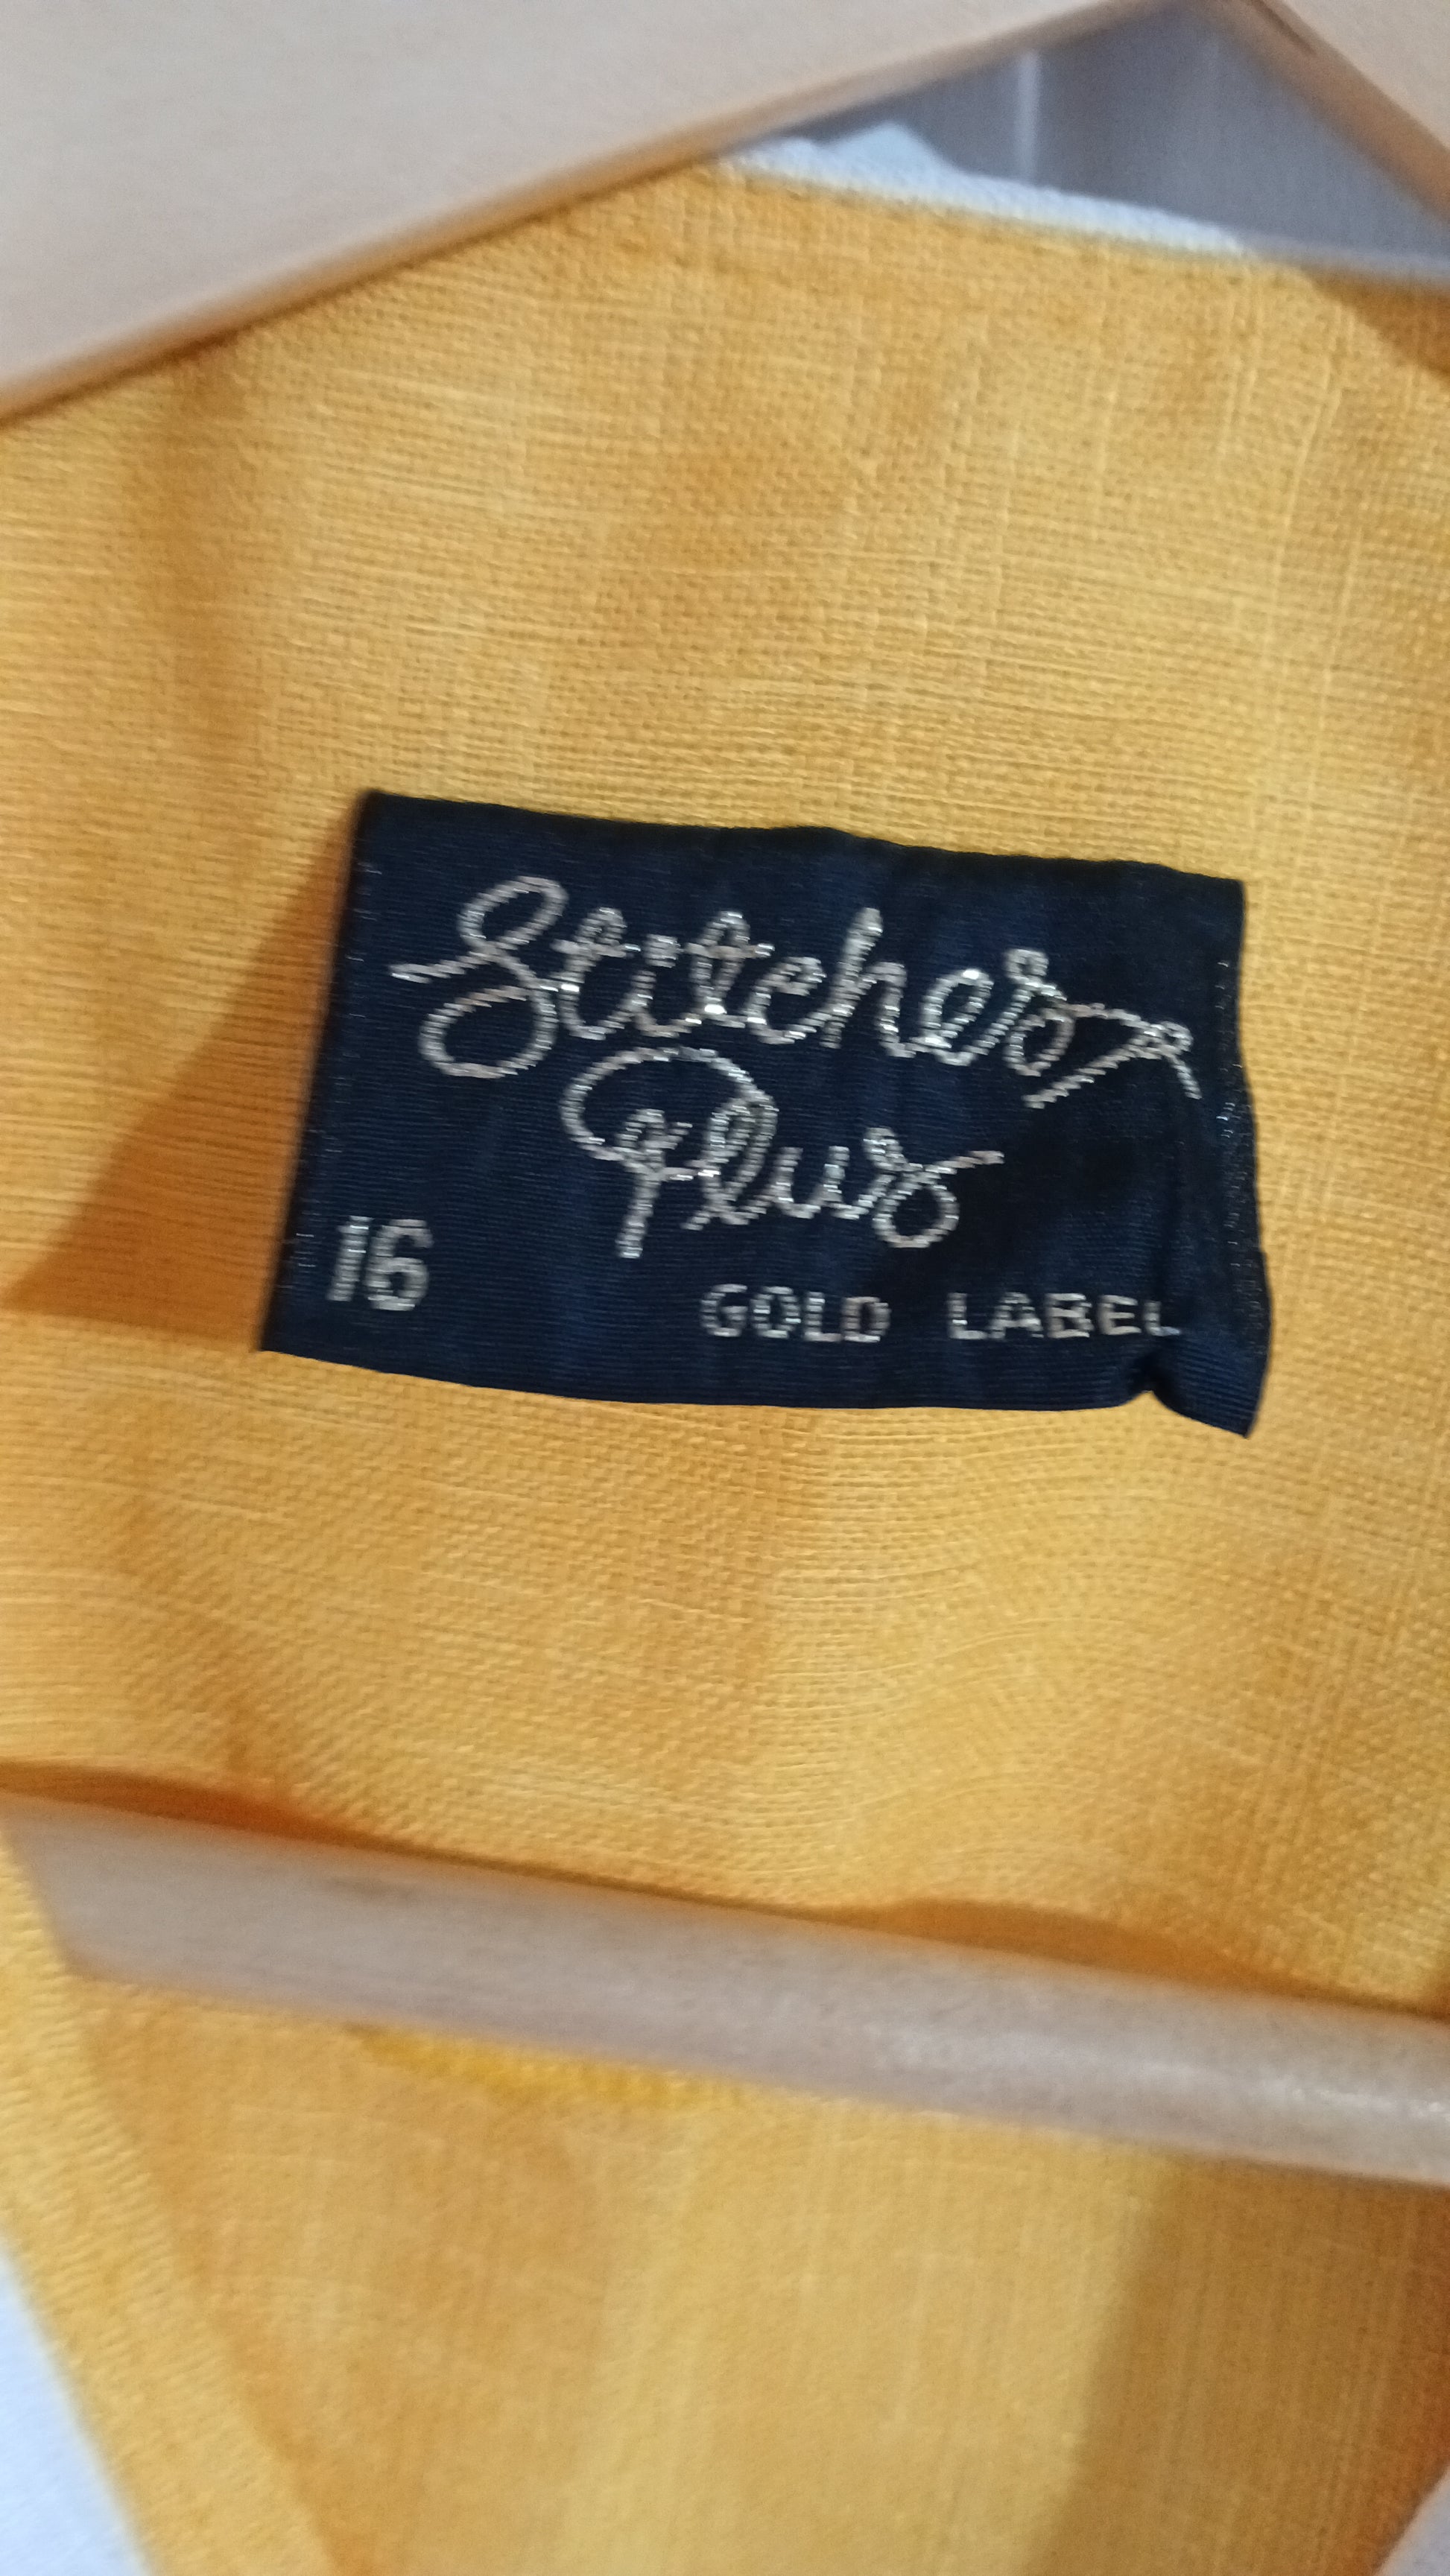 Stitches
Plus
16 GOLD LABEL